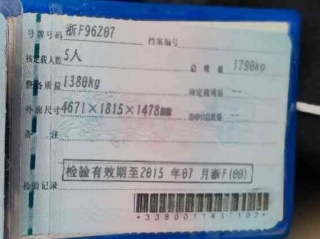 号牌号码 浙F96Z07 档案编号
核定载人数 5人 总质量 1790kg
整备质量 1380kg 核定载质量
外廓尺寸 4671×1815×1478mm 准牵引总质量
备注
检验有效期至2015年07月浙F(00)
检验记录